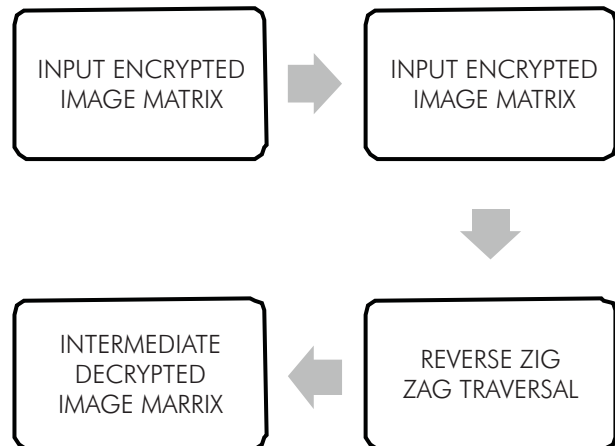 INPUT ENCRYPTED
IMAGE MATRIX
INPUT ENCRYPTED
IMAGE MATRIX
INTERMEDIATE
DECRYPTED
IMAGE MARRIX
REVERSE ZIG
ZAG TRAVERSAL